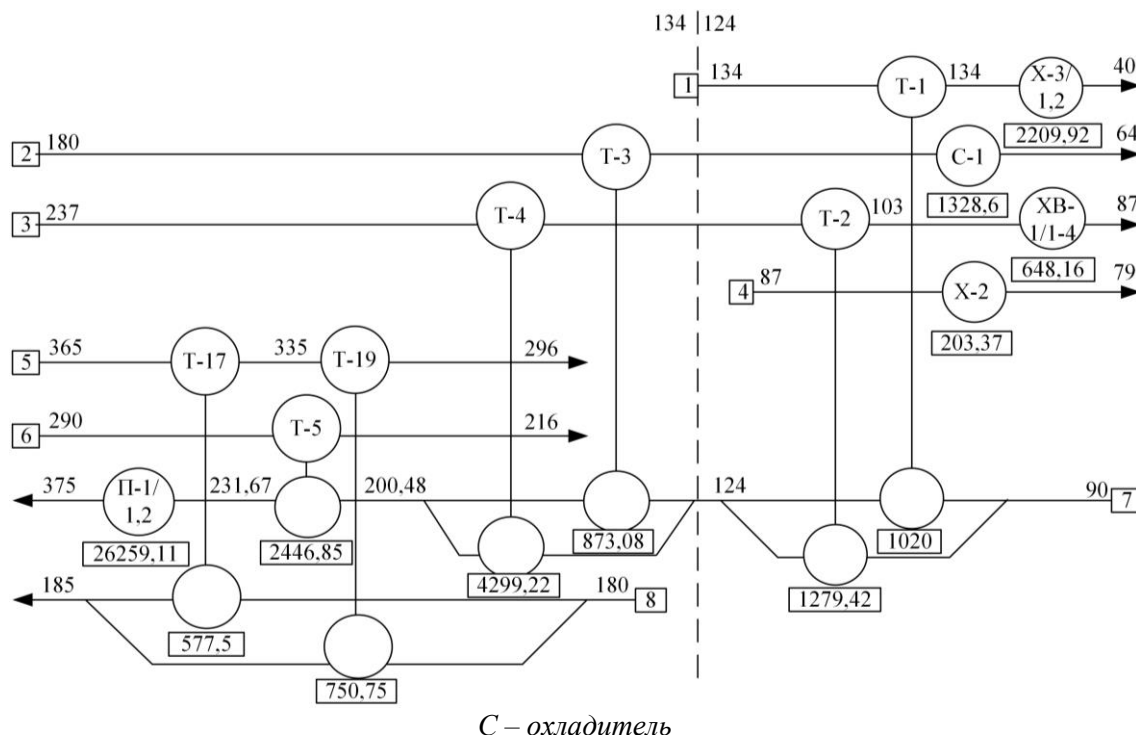 134 124
1 134 T-1 134 X-3/ 1,2 40
2209,92
2 180 T-3 C-1 64
1328,6
3 237 T-4 T-2 103 XB- 1/1-4 87
648,16
4 87 X-2 79
203,37
5 365 T-17 335 T-19 296
6 290 T-5 216
375 П-1/ 1,2 231,67 200,48 124 90 7
26259,11 2446,85 873,08 1020
4299,22 1279,42
185 180 8
577,5
750,75
С – охладитель